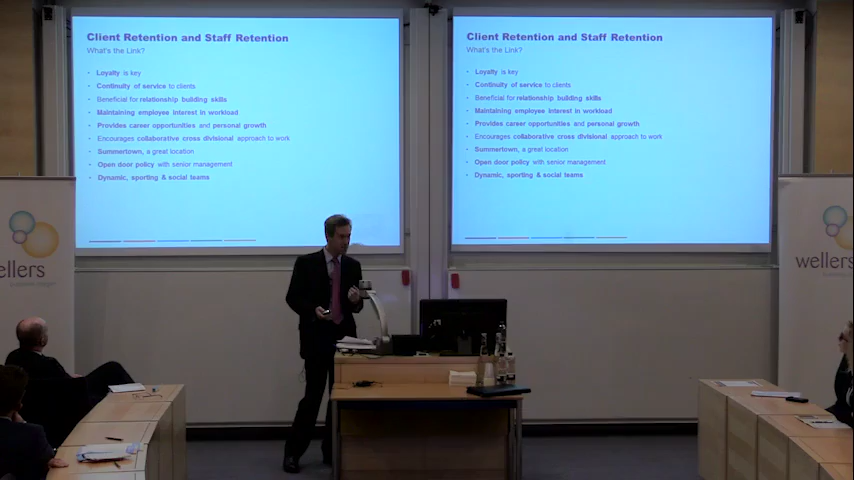 Client Retention and Staff Retention
What's the Link?
• Loyalty is key
• Continuity of service to clients
• Beneficial for relationship building skills
• Maintaining employee interest in workload
• Provides career opportunities and personal growth
• Encourages collaborative cross divisional approach to work
• Summertown, a great location
• Open door policy with senior management
• Dynamic, sporting & social teams
Client Retention and Staff Retention
What's the Link?
• Loyalty is key
• Continuity of service to clients
• Beneficial for relationship building skills
• Maintaining employee interest in workload
• Provides career opportunities and personal growth
• Encourages collaborative cross divisional approach to work
• Summertown, a great location
• Open door policy with senior management
• Dynamic, sporting & social teams
ellers
wellers